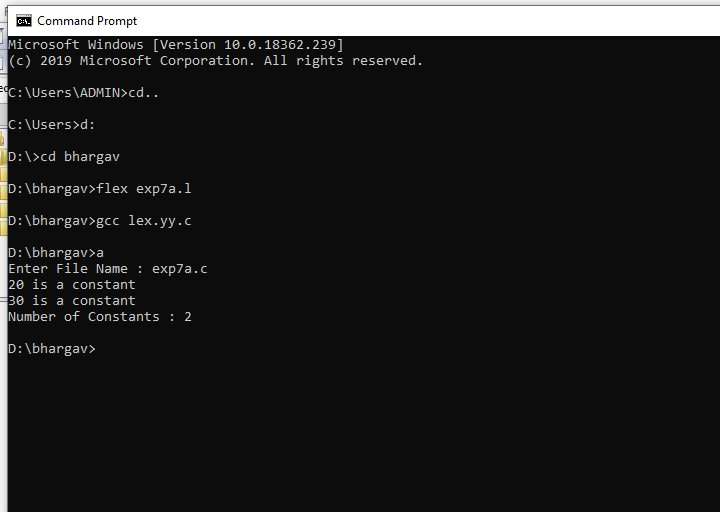 Command Prompt
Microsoft Windows [Version 10.0.18362.239]
(c) 2019 Microsoft Corporation. All rights reserved.
C:\Users\ADMIN>cd..
C:\Users>d:
D:\>cd bhargav
D:\bhargav>flex exp7a.l
D:\bhargav>gcc lex.yy.c
D:\bhargav>a
Enter File Name : exp7a.c
20 is a constant
30 is a constant
Number of Constants : 2
D:\bhargav>